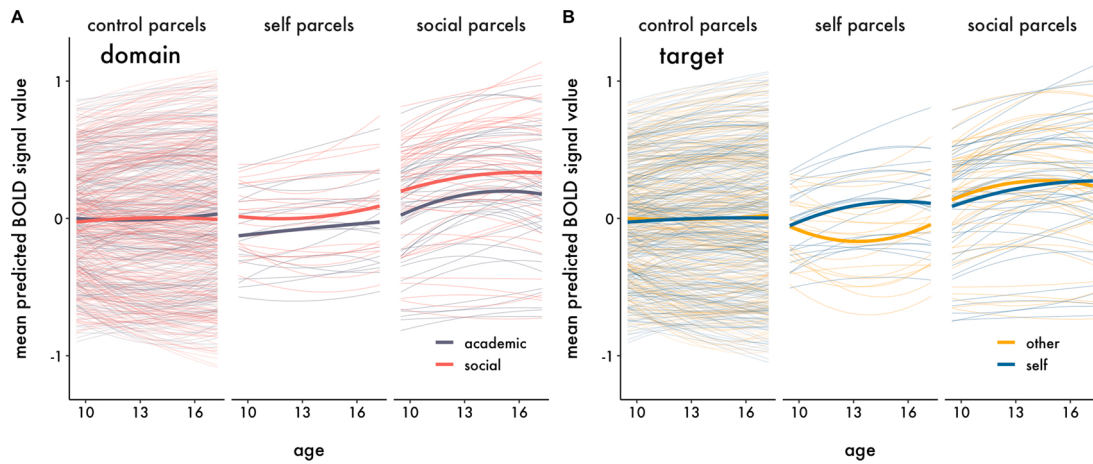 A
control parcels
self parcels
social parcels
domain
mean predicted BOLD signal value
1
0
-1
academic
social
10
13
16
10
13
16
10
13
16
age
B
control parcels
self parcels
social parcels
target
mean predicted BOLD signal value
1
0
-1
other
self
10
13
16
10
13
16
10
13
16
age